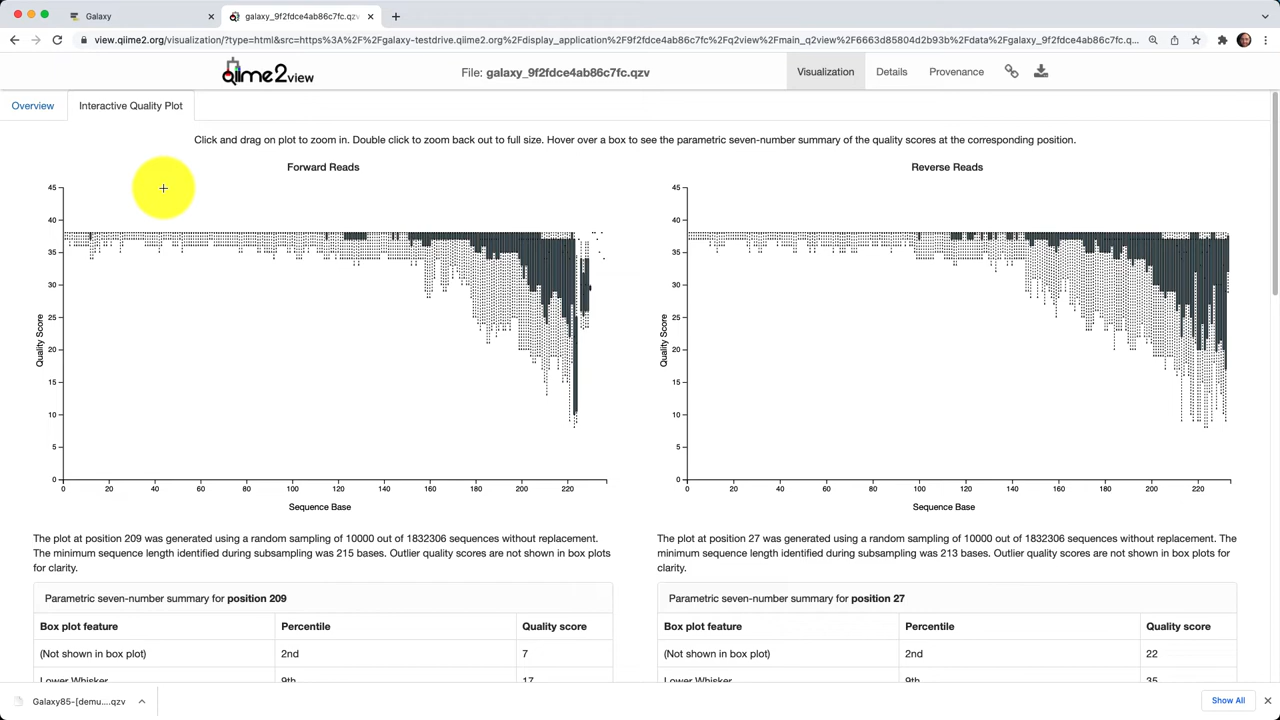 Galaxy
galaxy_9f2fdce4ab86c7fc.qzv
view.qiime2.org/visualization/?type=html&src=https%3A%2F%2Fgalaxy-testdrive.qiime2.org%2Fdisplay_application%2F9f2fdce4ab86c7fc%2Fq2view%2Fmain_q2view%2F6663d85804d2b93b%2Fdata%2Fgalaxy_9f2fdce4ab86c7fc.q...
qiime2view
File: galaxy_9f2fdce4ab86c7fc.qzv
Visualization
Details
Provenance
Overview
Interactive Quality Plot
Click and drag on plot to zoom in. Double click to zoom back out to full size. Hover over a box to see the parametric seven-number summary of the quality scores at the corresponding position.
Forward Reads
45
40
35
30
25
20
15
10
5
0
Quality Score
0 20 40 60 80 100 120 140 160 180 200 220
Sequence Base
Reverse Reads
45
40
35
30
25
20
15
10
5
0
Quality Score
0 20 40 60 80 100 120 140 160 180 200 220
Sequence Base
The plot at position 209 was generated using a random sampling of 10000 out of 1832306 sequences without replacement.
The minimum sequence length identified during subsampling was 215 bases. Outlier quality scores are not shown in box plots
for clarity.
Parametric seven-number summary for position 209
Box plot feature Percentile Quality score
(Not shown in box plot) 2nd 7
Lower Whisker 9th 17
The plot at position 27 was generated using a random sampling of 10000 out of 1832306 sequences without replacement. The
minimum sequence length identified during subsampling was 213 bases. Outlier quality scores are not shown in box plots for
clarity.
Parametric seven-number summary for position 27
Box plot feature Percentile Quality score
(Not shown in box plot) 2nd 22
Lower Whisker 9th 35
Galaxy85-[demu....qzv
Show All